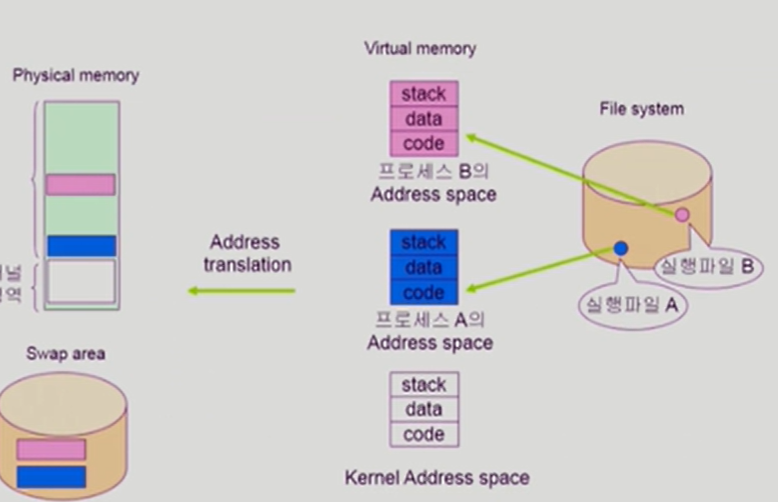 Physical memory
Virtual memory
File system
stack
data
code
프로세스 B의
Address space
Address
translation
stack
data
code
프로세스 A의
Address space
실행파일 B
실행파일 A
널
역
Swap area
stack
data
code
Kernel Address space